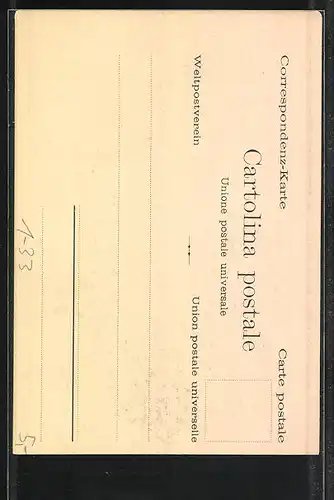 Correspondenz-Karte Carte postale
Cartolina postale
Unione postale universale
Weltpostverein Union postale universelle
1-33
5,-